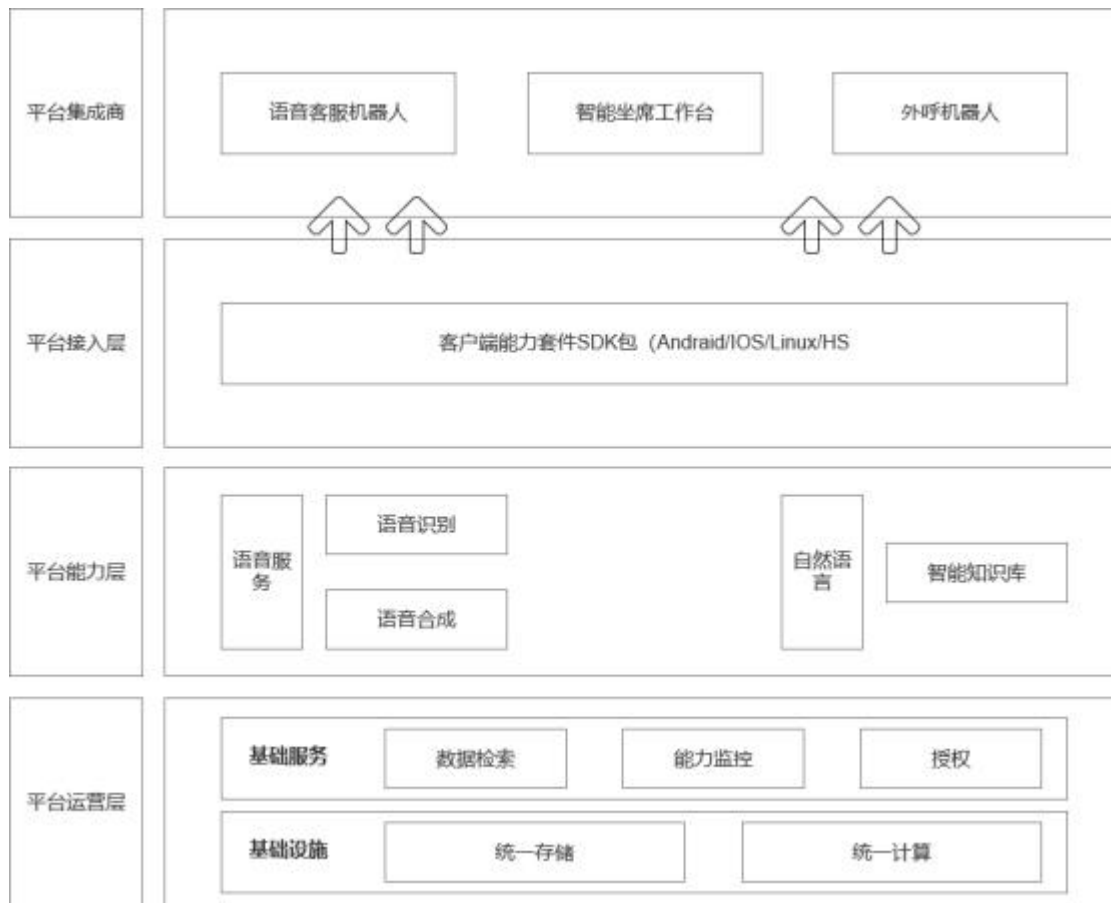 平台集成商
语音客服机器人
智能坐席工作台
外呼机器人
平台接入层
客户端能力套件SDK包（Andraid/IOS/Linux/HS
平台能力层
语音服
务
语音识别
语音合成
自然语
言
智能知识库
平台运营层
基础服务
数据检索
能力监控
授权
基础设施
统一存储
统一计算